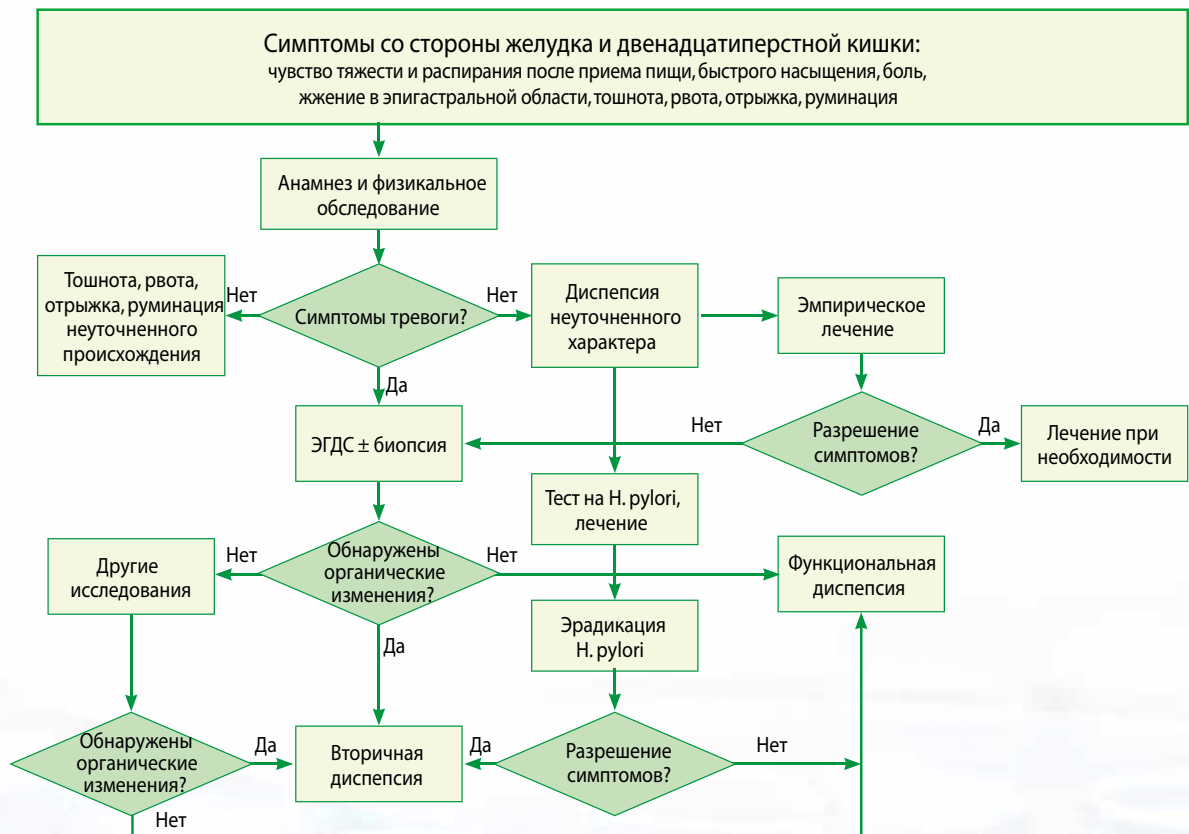 Симптомы со стороны желудка и двенадцатиперстной кишки:
чувство тяжести и распирания после приема пищи, быстрого насыщения, боль,
жжение в эпигастральной области, тошнота, рвота, отрыжка, руминация
Анамнез и физикальное
обследование
Тошнота, рвота,
отрыжка, руминация
неуточненного
происхождения
Нет
Симптомы тревоги?
Нет
Диспепсия
неуточненного
характера
Эмпирическое
лечение
Да
ЭГДС ± биопсия
Нет
Разрешение
симптомов?
Да
Лечение при
необходимости
Тест на H. pylori,
лечение
Другие
исследования
Нет
Обнаружены
органические
изменения?
Нет
Функциональная
диспепсия
Да
Эрадикация
H. pylori
Обнаружены
органические
изменения?
Да
Вторичная
диспепсия
Да
Разрешение
симптомов?
Нет
Нет